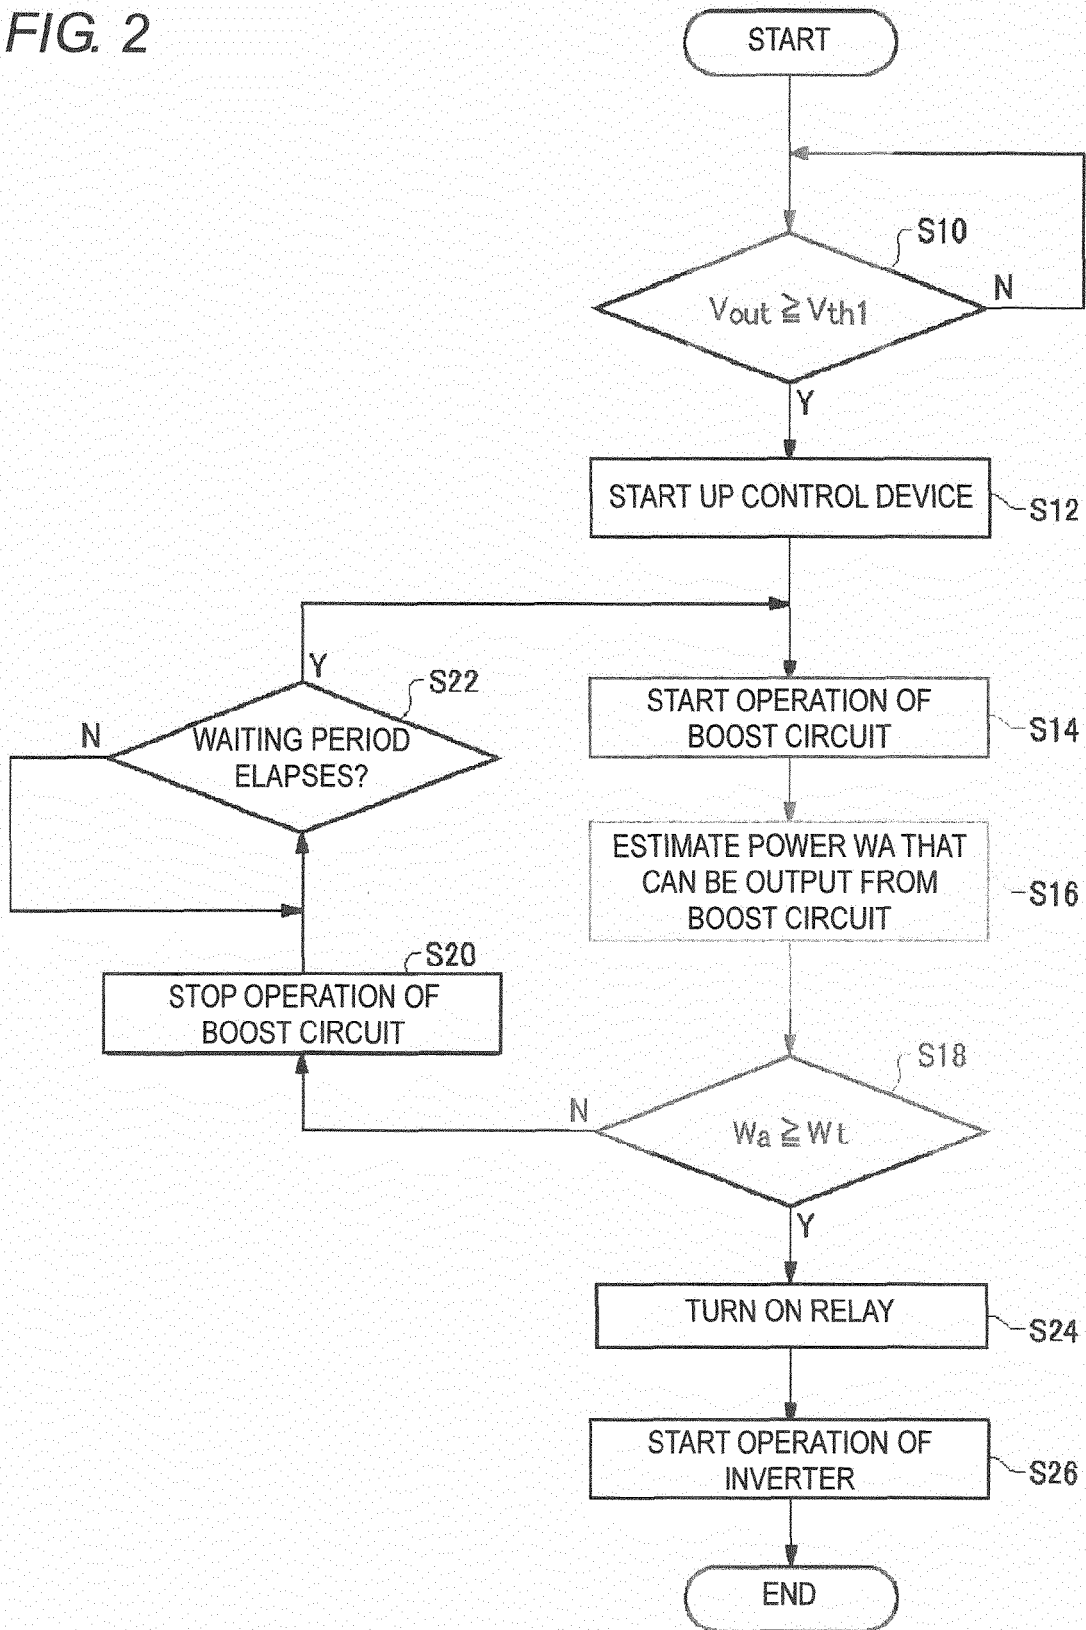 FIG. 2
START
S10
Vout ≧ Vth1
N
Y
START UP CONTROL DEVICE
S12
Y
S22
N
WAITING PERIOD
ELAPSES?
START OPERATION OF
BOOST CIRCUIT
S14
ESTIMATE POWER WA THAT
CAN BE OUTPUT FROM
BOOST CIRCUIT
S16
S20
STOP OPERATION OF
BOOST CIRCUIT
S18
N
Wa ≧ Wt
Y
TURN ON RELAY
S24
START OPERATION OF
INVERTER
S26
END